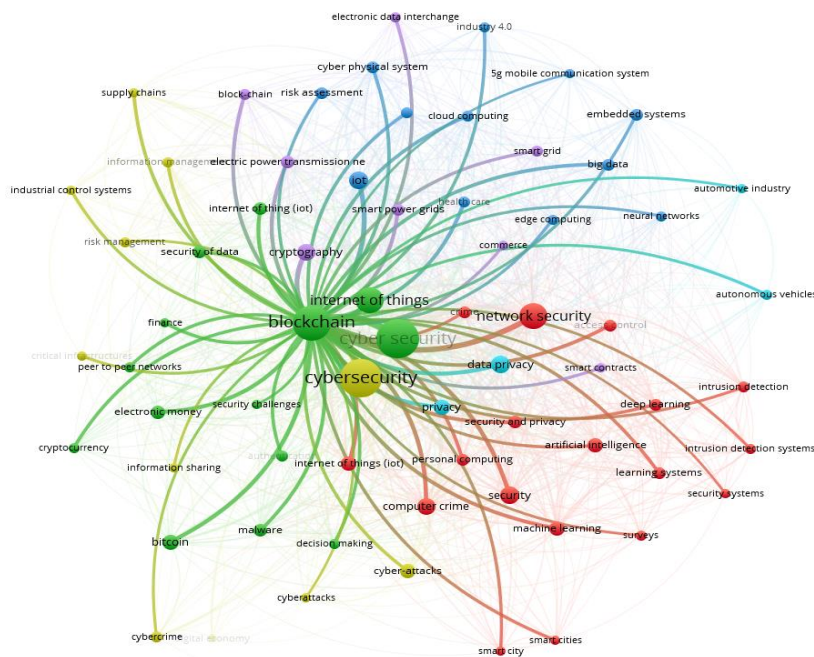 electronic data interchange
industry 4.0
cyber physical system
5g mobile communication system
supply chains
block-chain
risk assessment
cloud computing
embedded systems
information management
electric power transmission ne
smart grid
big data
iot
industrial control systems
internet of thing (iot)
smart power grids
health care
automotive industry
edge computing
neural networks
risk management
security of data
cryptography
commerce
internet of things
autonomous vehicles
finance
blockchain
crime
network security
access control
cyber security
critical infrastructures
peer to peer networks
data privacy
smart contracts
cybersecurity
intrusion detection
electronic money
security challenges
privacy
deep learning
security and privacy
cryptocurrency
artificial intelligence
intrusion detection systems
information sharing
internet of things (iot)
personal computing
learning systems
security
security systems
computer crime
bitcoin
malware
machine learning
surveys
decision making
cyber-attacks
cyberattacks
cybercrime
digital economy
smart cities
smart city